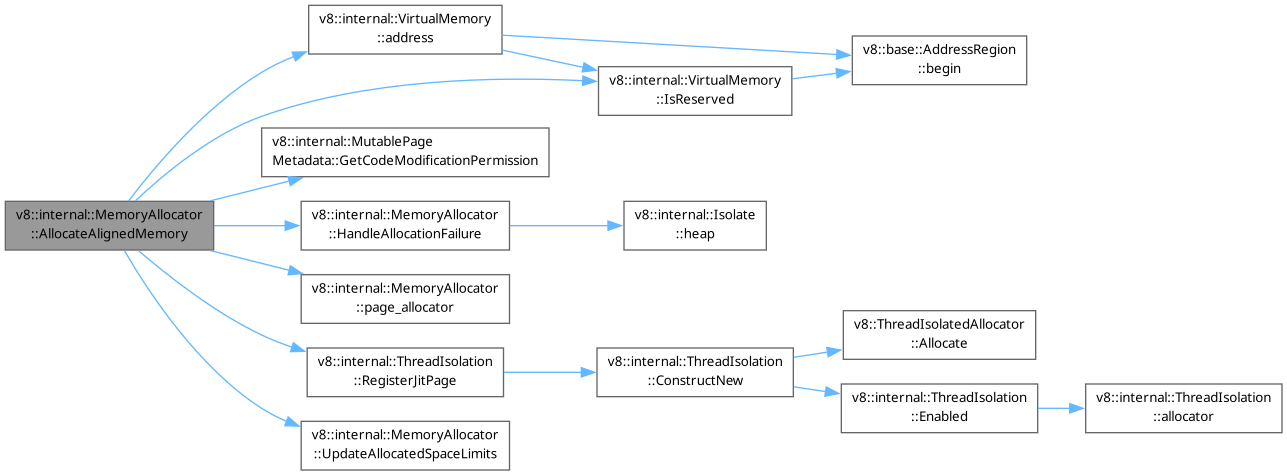 v8::internal::MemoryAllocator
::AllocateAlignedMemory
v8::internal::VirtualMemory
::address
v8::internal::VirtualMemory
::IsReserved
v8::base::AddressRegion
::begin
v8::internal::MutablePage
Metadata::GetCodeModificationPermission
v8::internal::MemoryAllocator
::HandleAllocationFailure
v8::internal::Isolate
::heap
v8::internal::MemoryAllocator
::page_allocator
v8::internal::ThreadIsolation
::RegisterJitPage
v8::internal::ThreadIsolation
::ConstructNew
v8::ThreadIsolatedAllocator
::Allocate
v8::internal::ThreadIsolation
::Enabled
v8::internal::ThreadIsolation
::allocator
v8::internal::MemoryAllocator
::UpdateAllocatedSpaceLimits